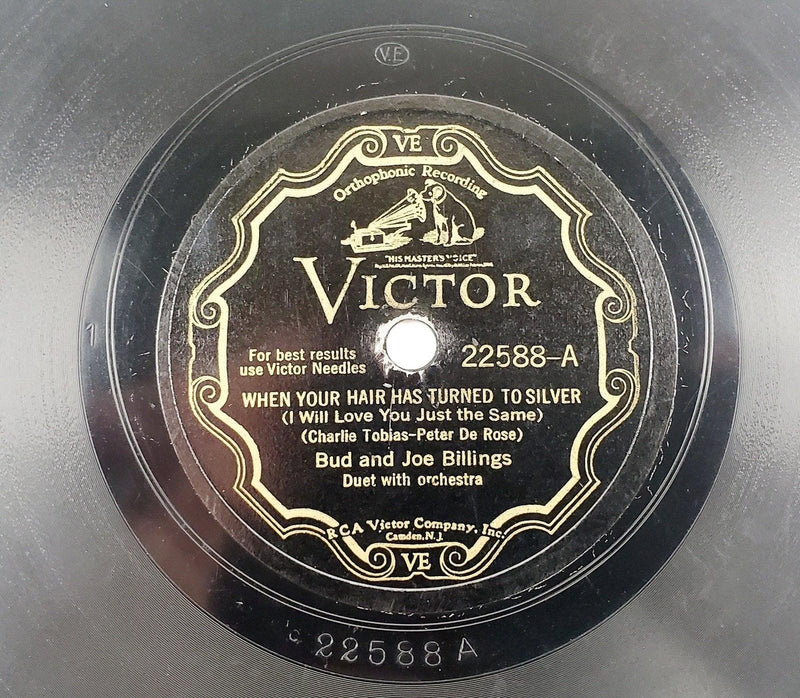 VE
VE
Orthophonic Recording
"HIS MASTER'S VOICE"
VICTOR
For best results
use Victor Needles
22588-A
WHEN YOUR HAIR HAS TURNED TO SILVER
(I Will Love You Just the Same)
(Charlie Tobias-Peter De Rose)
Bud and Joe Billings
Duet with orchestra
RCA Victor Company, Inc.
Camden, N.J.
VE
22588 A